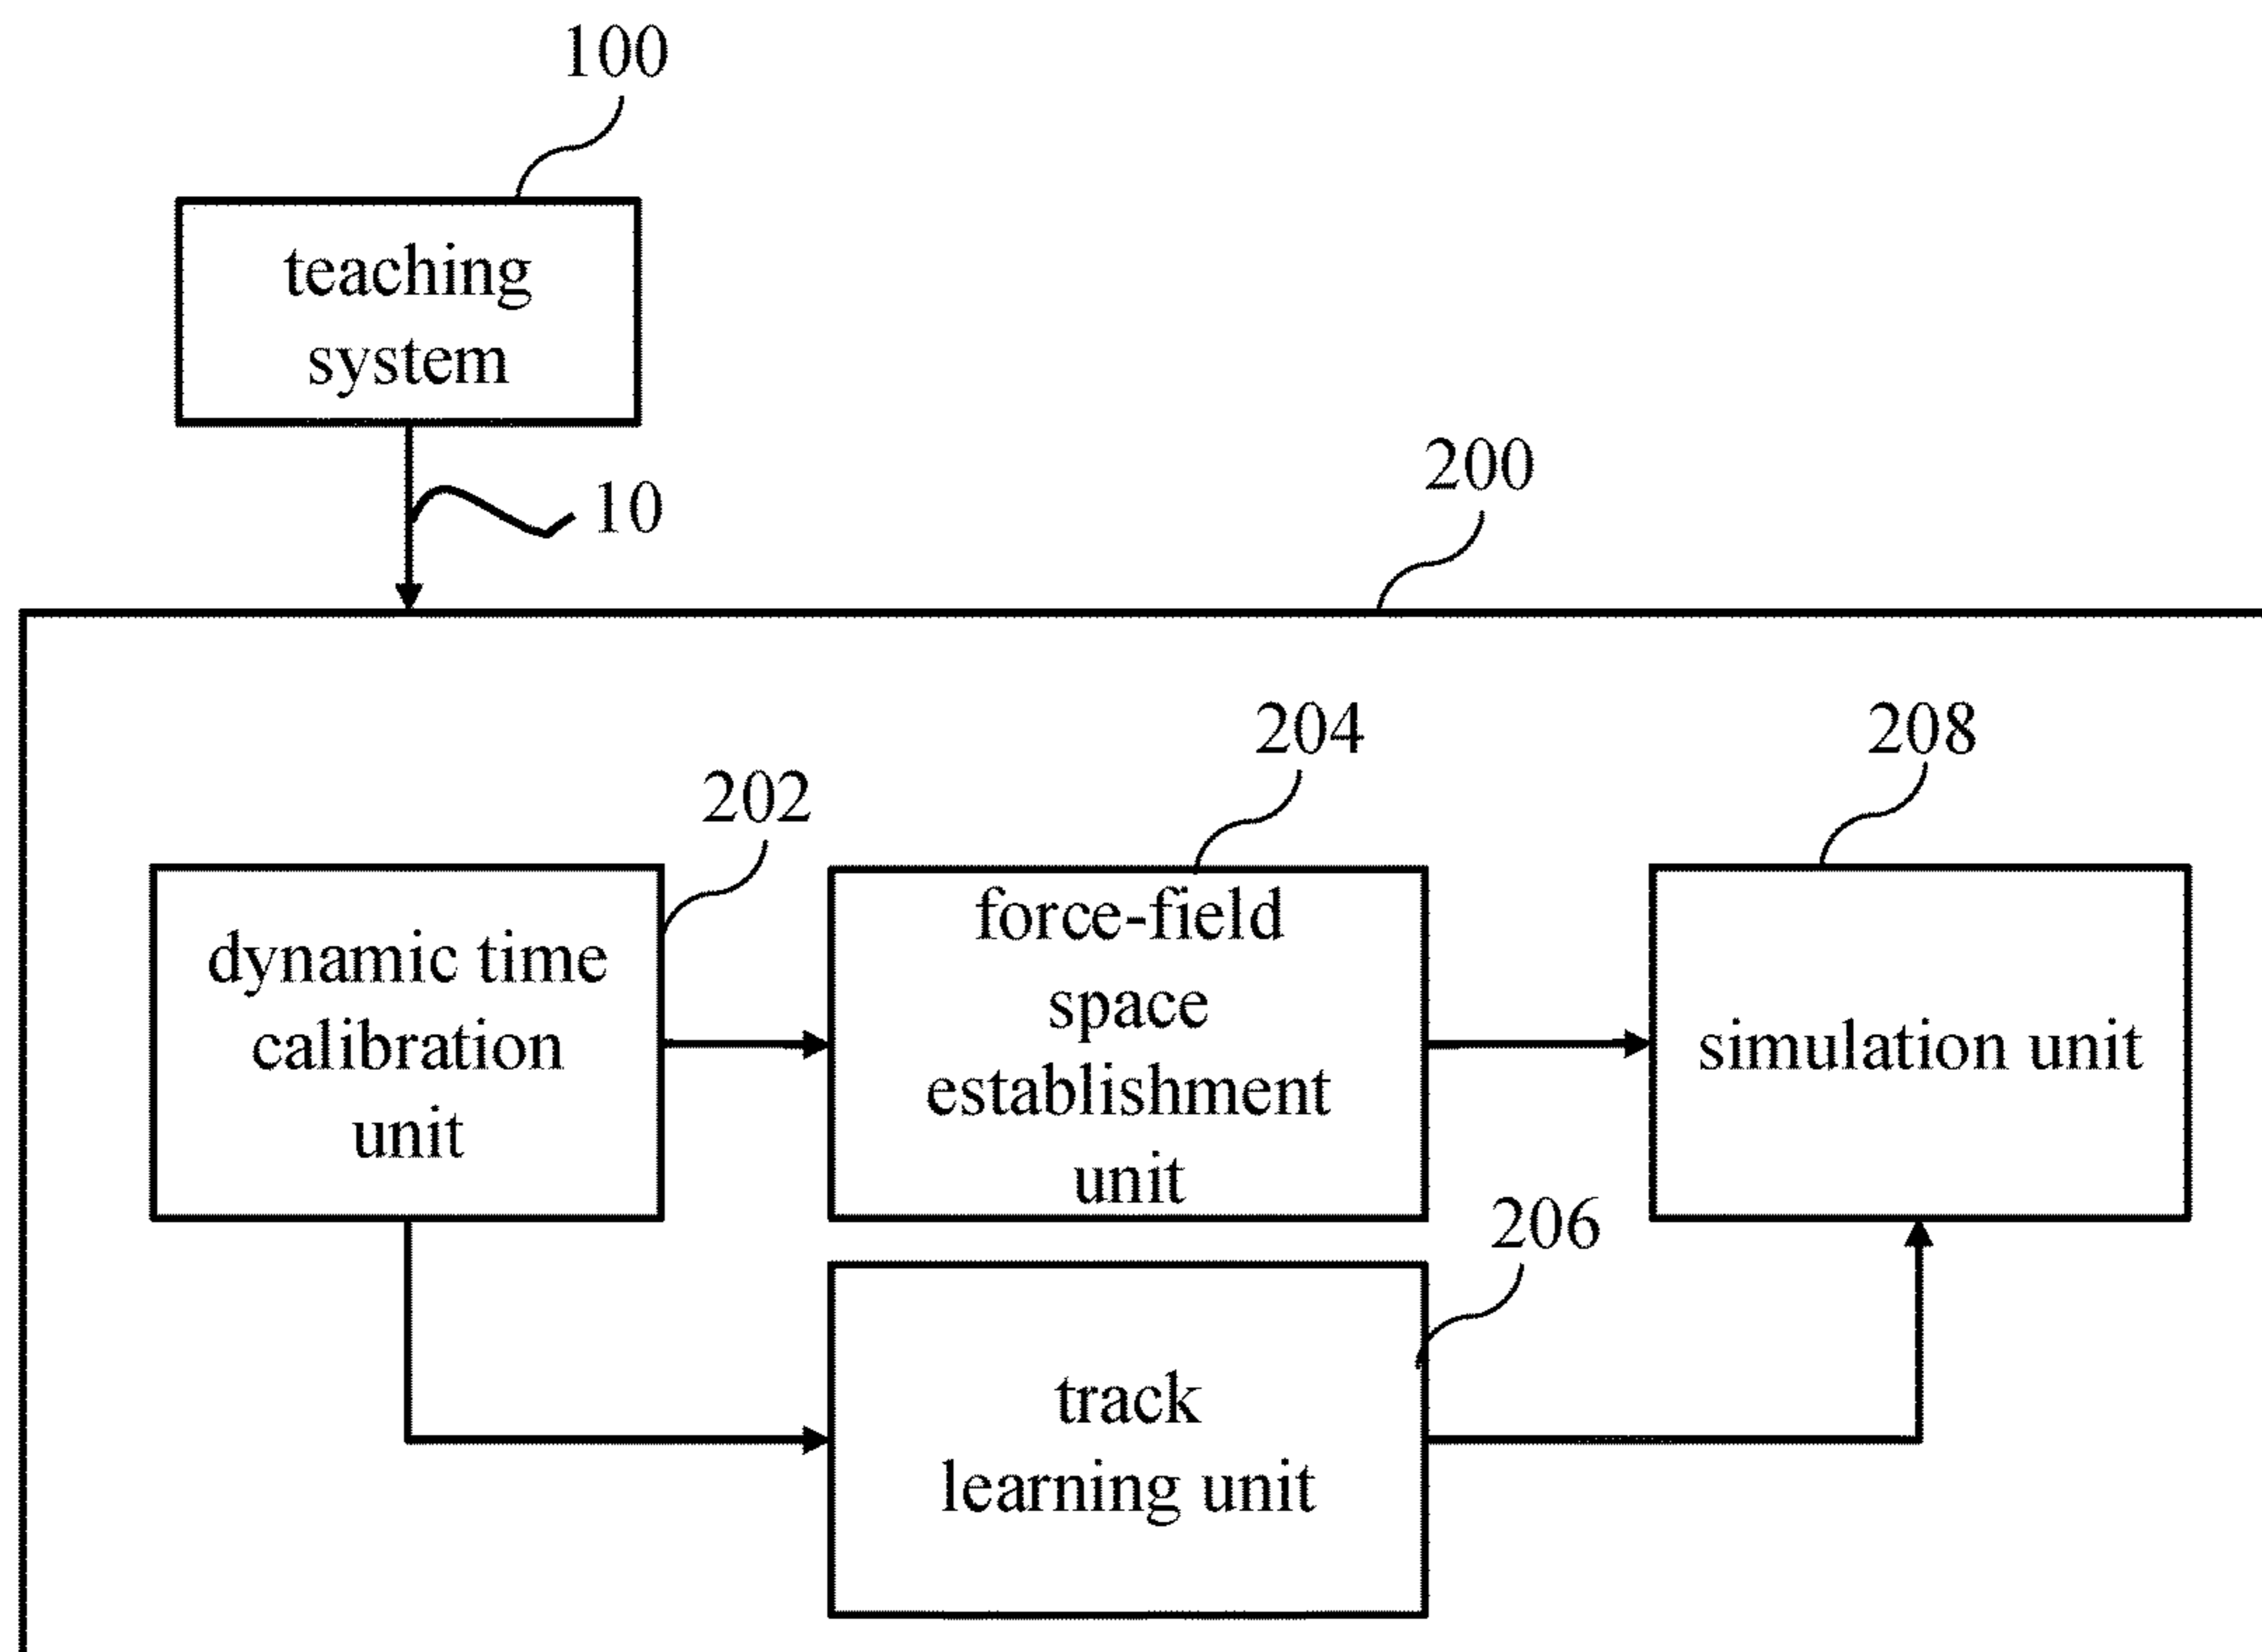 100
teaching
system
10
200
204
208
202
dynamic time
calibration
unit
force-field
space
establishment
unit
simulation unit
206
track
learning unit